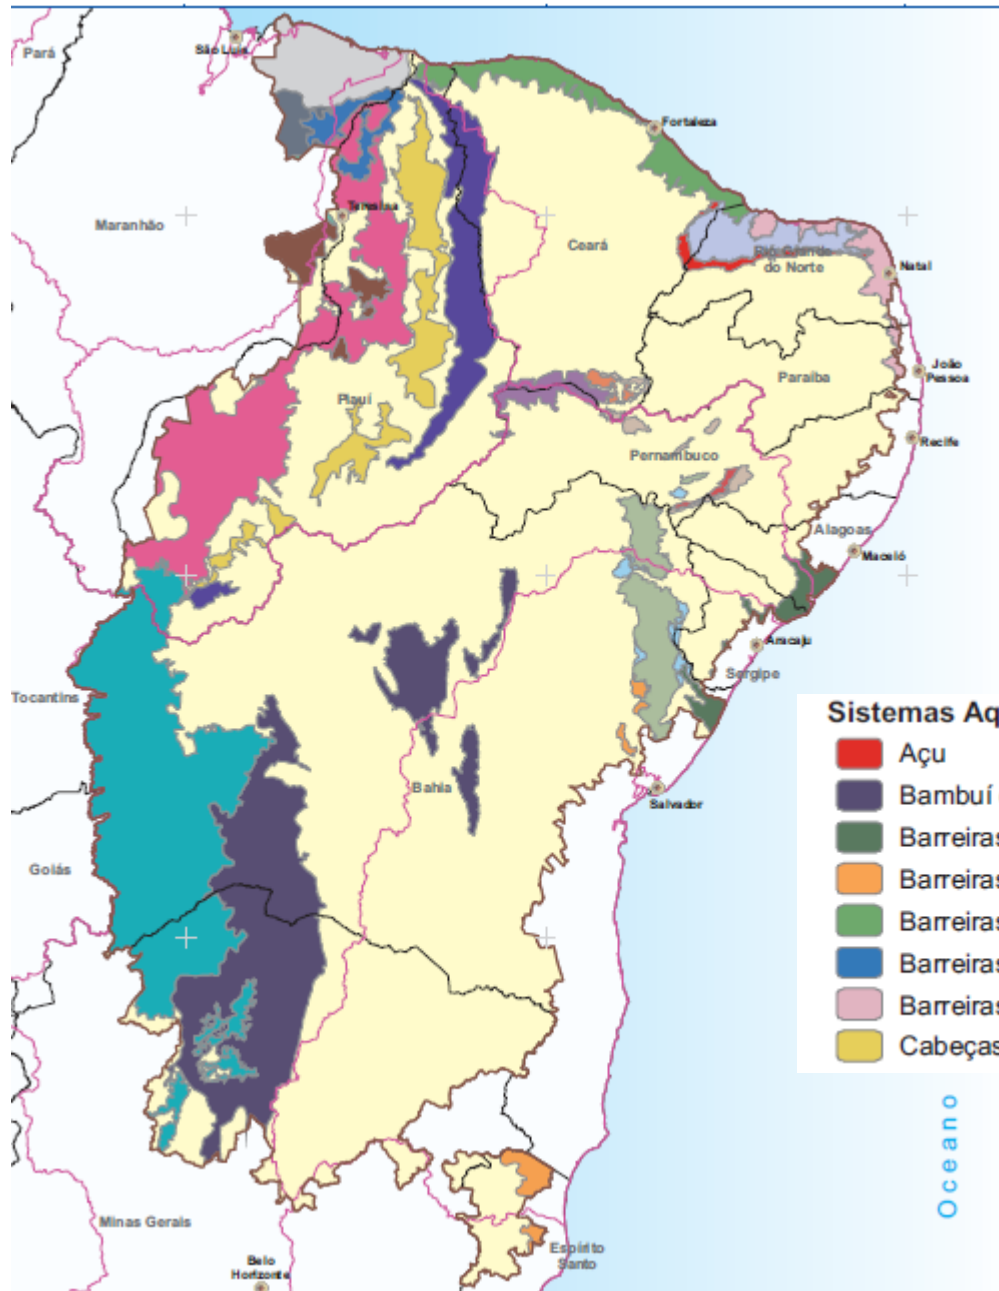 São Luís
Pará
Fortaleza
Teresina
Maranhão
Ceará
Rio Grande
do Norte
Natal
João
Pessoa
Paraíba
Piauí
Recife
Pernambuco
Alagoas
Maceió
Aracaju
Sergipe
Tocantins
Sistemas Aq
Açu
Bambuí
Barreiras
Barreiras
Barreiras
Barreiras
Barreiras
Cabeças
Bahia
Salvador
Goiás
Oceano
Minas Gerais
Espírito
Santo
Belo
Horizonte